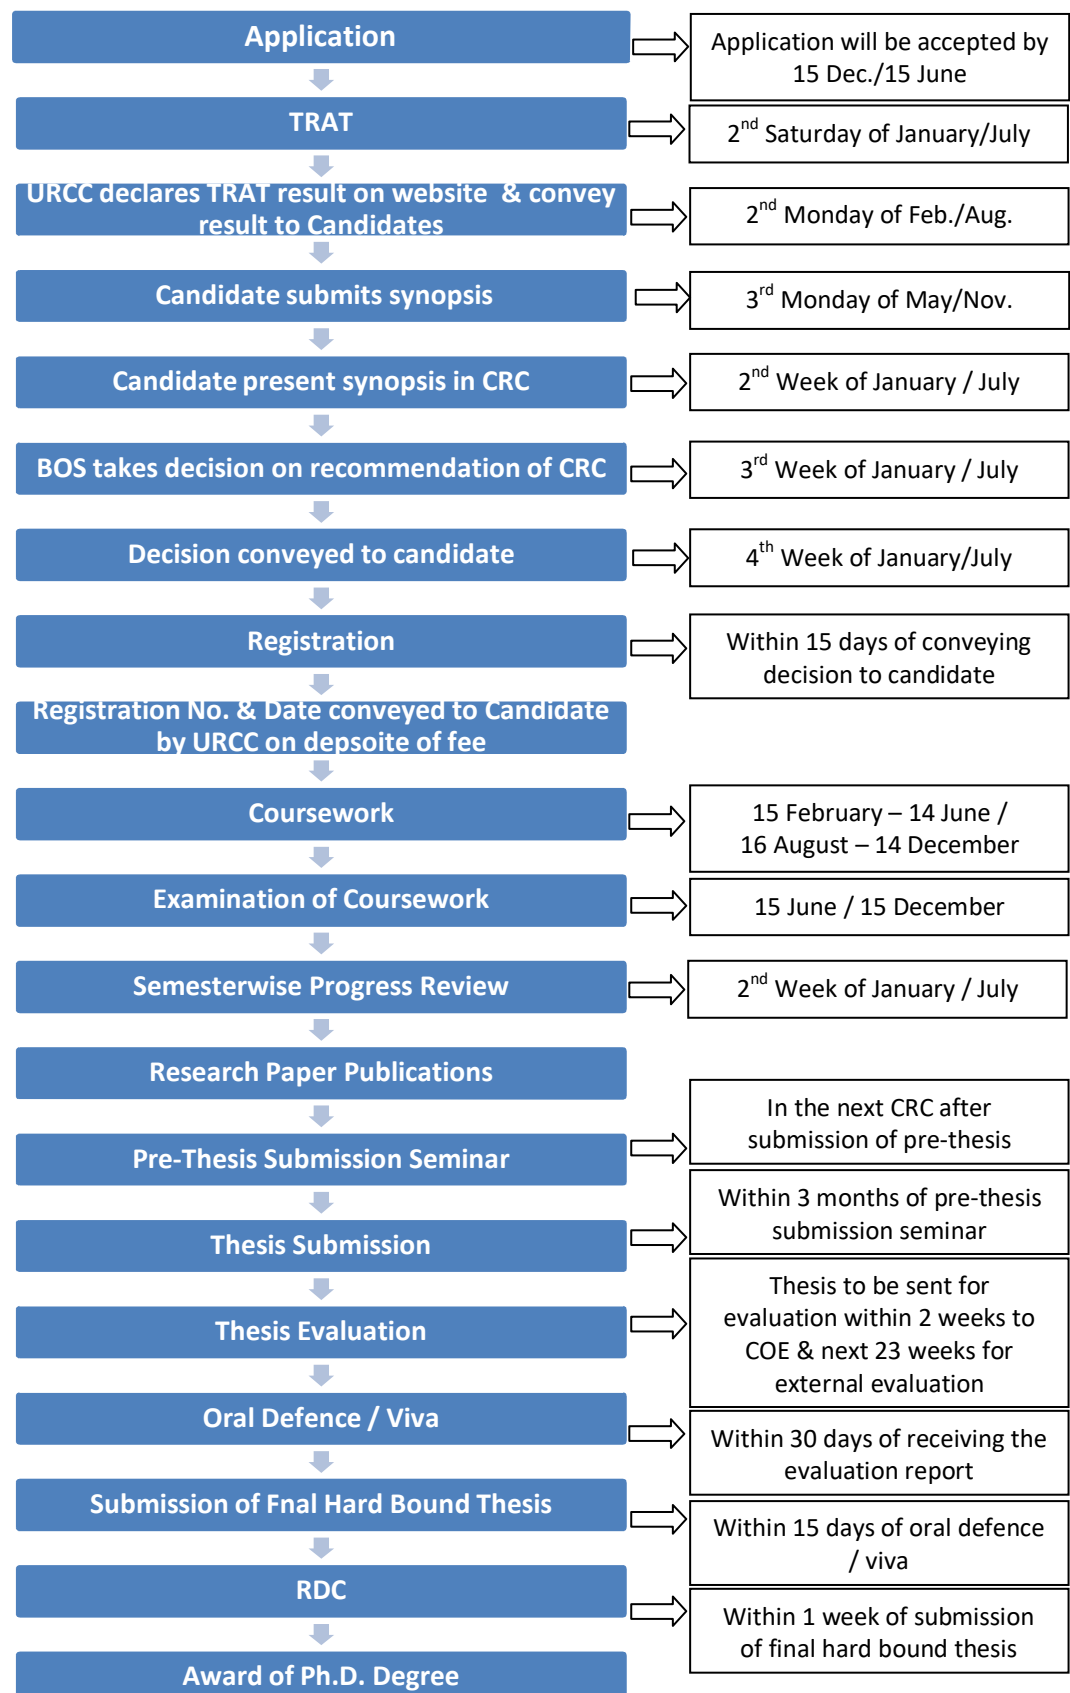 Application
Application will be accepted by
15 Dec./15 June
TRAT
2nd Saturday of January/July
URCC declares TRAT result on website & convey
result to Candidates
2nd Monday of Feb./Aug.
Candidate submits synopsis
3rd Monday of May/Nov.
Candidate present synopsis in CRC
2nd Week of January / July
BOS takes decision on recommendation of CRC
3rd Week of January / July
Decision conveyed to candidate
4th Week of January/July
Registration
Within 15 days of conveying
decision to candidate
Registration No. & Date conveyed to Candidate
by URCC on depsoite of fee
Coursework
15 February – 14 June /
16 August – 14 December
Examination of Coursework
15 June / 15 December
Semesterwise Progress Review
2nd Week of January / July
Research Paper Publications
Pre-Thesis Submission Seminar
In the next CRC after
submission of pre-thesis
Thesis Submission
Within 3 months of pre-thesis
submission seminar
Thesis Evaluation
Thesis to be sent for
evaluation within 2 weeks to
COE & next 23 weeks for
external evaluation
Oral Defence / Viva
Within 30 days of receiving the
evaluation report
Submission of Fnal Hard Bound Thesis
Within 15 days of oral defence
/ viva
RDC
Within 1 week of submission
of final hard bound thesis
Award of Ph.D. Degree